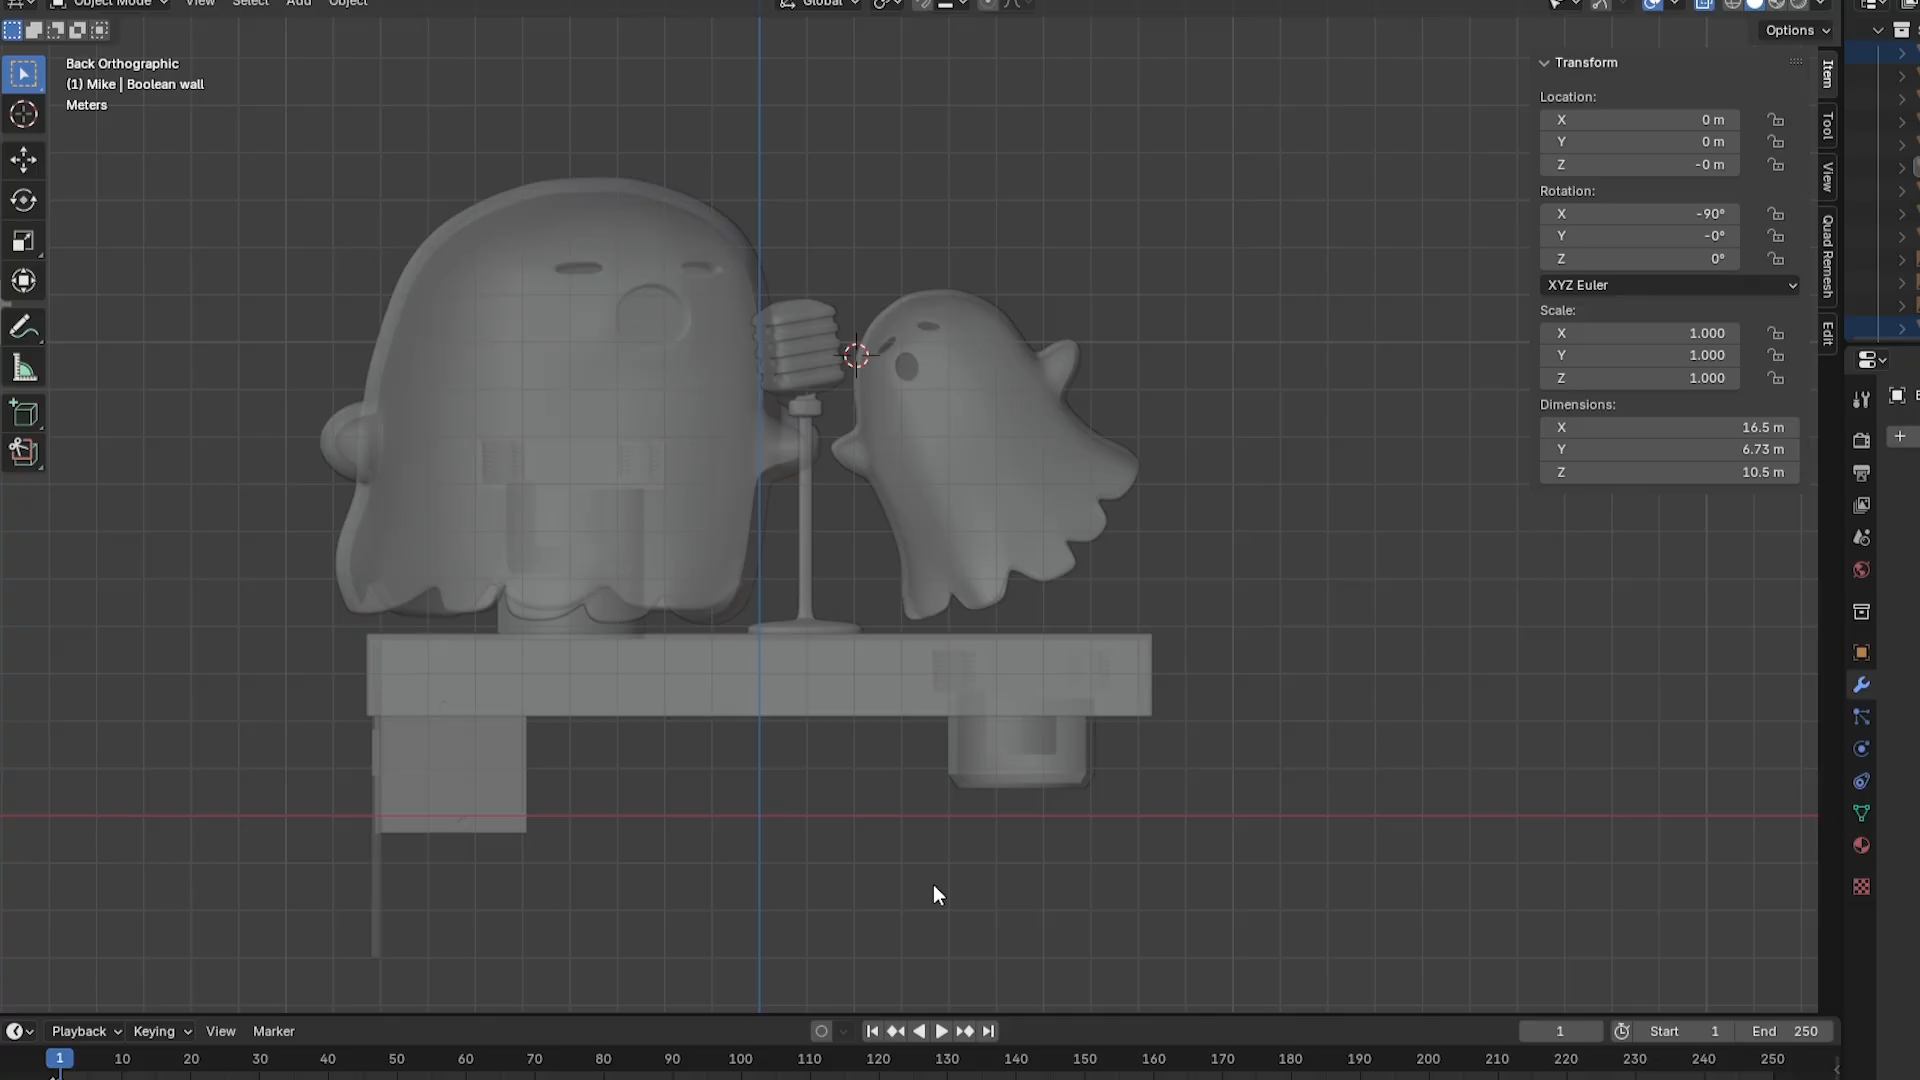 Object Mode View Select Add Object Global
Options
Back Orthographic
(1) Mike | Boolean wall
Meters
Transform
Location:
X 0 m
Y 0 m
Z -0 m
Rotation:
X -90°
Y -0°
Z 0°
XYZ Euler
Scale:
X 1.000
Y 1.000
Z 1.000
Dimensions:
X 16.5 m
Y 6.73 m
Z 10.5 m
Item
Tool
View
Quad Remesh
Edit
Playback Keying View Marker 1 Start 1 End 250
1 10 20 30 40 50 60 70 80 90 100 110 120 130 140 150 160 170 180 190 200 210 220 230 240 250